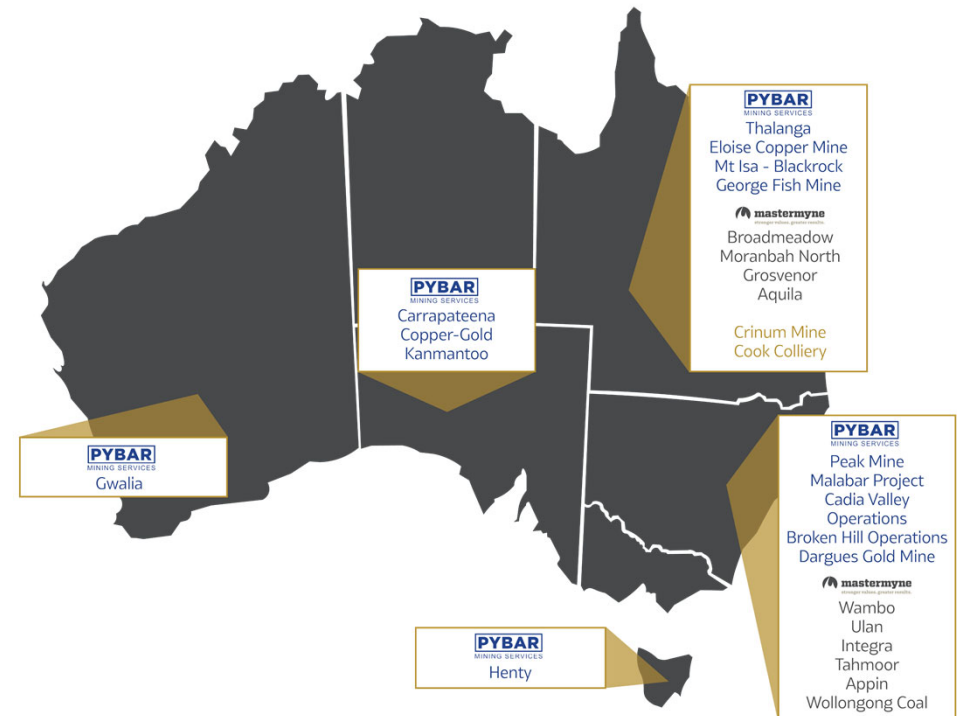 PYBAR
MINING SERVICES
Thalanga
Eloise Copper Mine
Mt Isa - Blackrock
George Fish Mine
mastermyne
Broadmeadow
Moranbah North
Grosvenor
Aquila
Crinum Mine
Cook Colliery
PYBAR
MINING SERVICES
Carrapateena
Copper-Gold
Kanmantoo
PYBAR
MINING SERVICES
Gwalia
PYBAR
MINING SERVICES
Peak Mine
Malabar Project
Cadia Valley
Operations
Broken Hill Operations
Dargues Gold Mine
mastermyne
Wambo
Ulan
Integra
Tahmoor
Appin
Wollongong Coal
PYBAR
MINING SERVICES
Henty